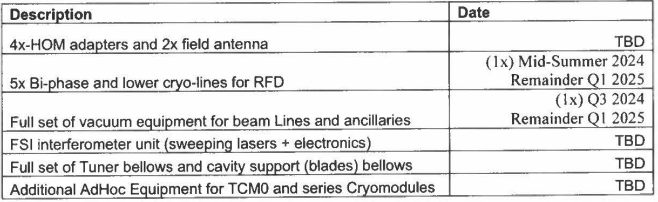 Description Date
4x-HOM adapters and 2x field antenna TBD
(1x) Mid-Summer 2024
5x Bi-phase and lower cryo-lines for RFD Remainder Q1 2025
(1x) Q3 2024
Full set of vacuum equipment for beam Lines and ancillaries Remainder Q1 2025
FSI interferometer unit (sweeping lasers + electronics) TBD
Full set of Tuner bellows and cavity support (blades) bellows TBD
Additional AdHoc Equipment for TCM0 and series Cryomodules TBD